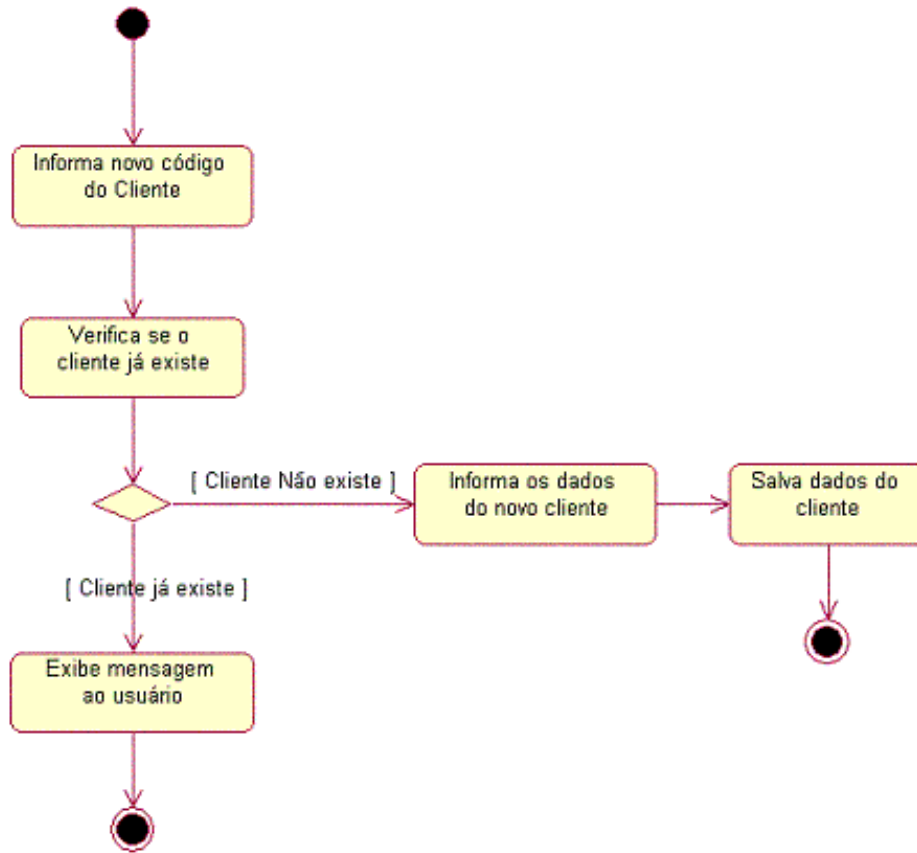 Informa novo código
do Cliente
Verifica se o
cliente já existe
[ Cliente Não existe ]
Informa os dados
do novo cliente
Salva dados do
cliente
[ Cliente já existe ]
Exibe mensagem
ao usuário